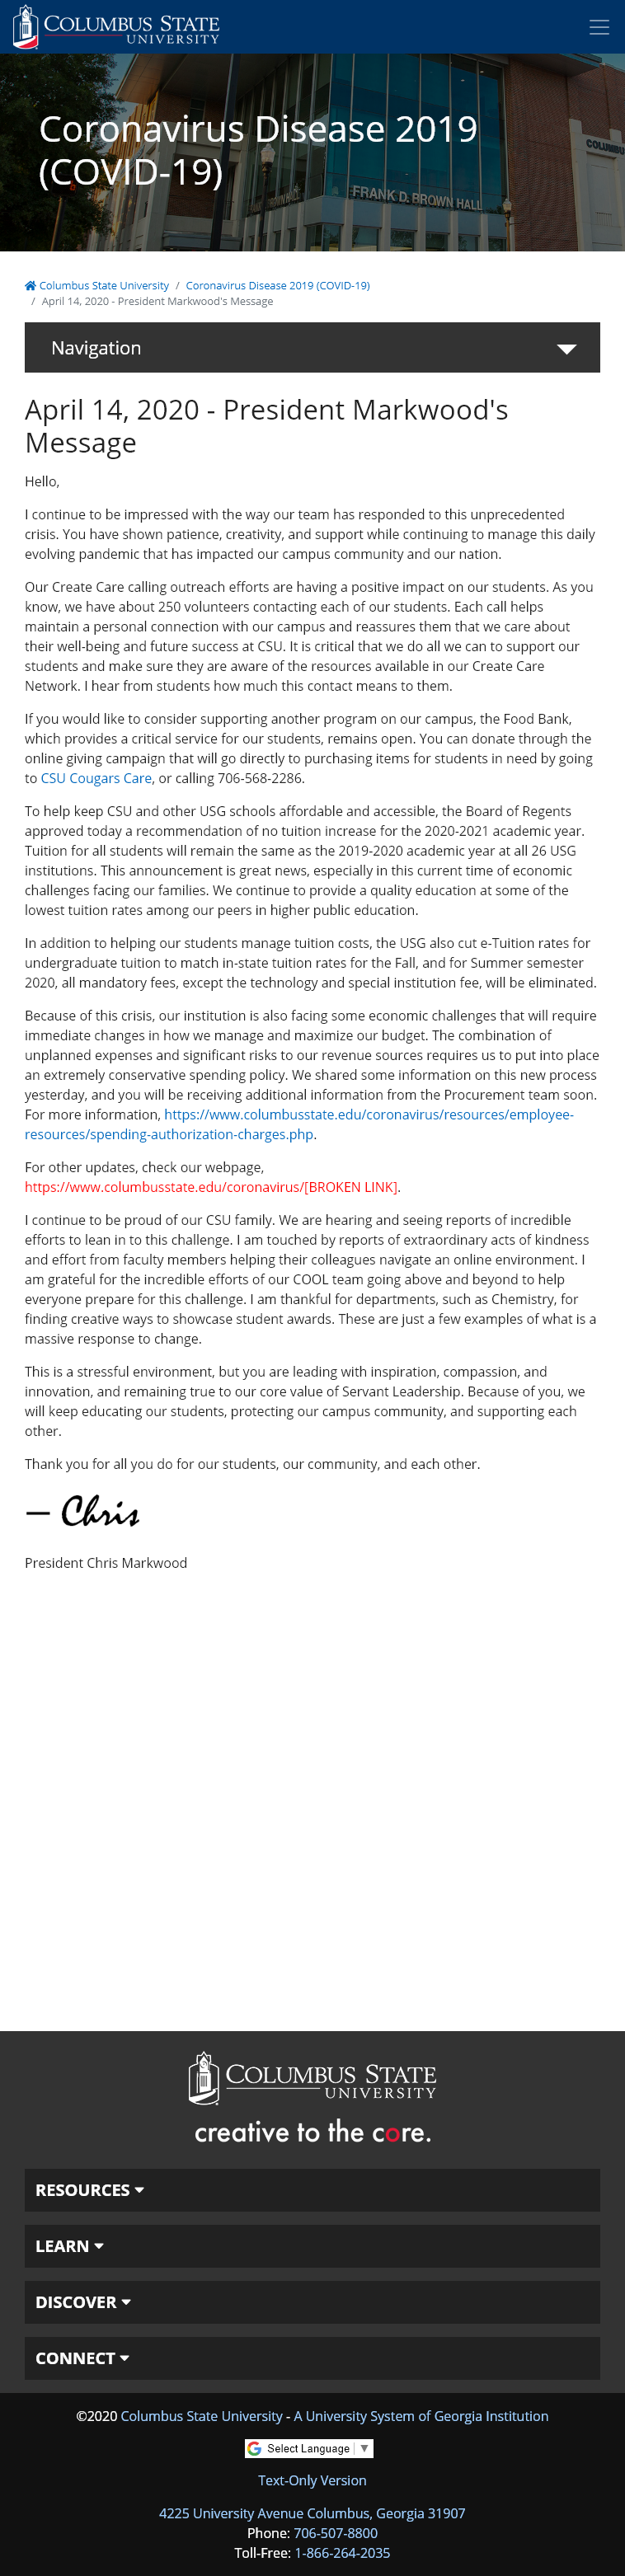 COLUMBUS STATE
UNIVERSITY
Coronavirus Disease 2019
(COVID-19)
FRANK D. BROWN HALL
COLUMBU
Columbus State University / Coronavirus Disease 2019 (COVID-19)
/ April 14, 2020 - President Markwood's Message
Navigation
April 14, 2020 - President Markwood's
Message
Hello,
I continue to be impressed with the way our team has responded to this unprecedented
crisis. You have shown patience, creativity, and support while continuing to manage this daily
evolving pandemic that has impacted our campus community and our nation.
Our Create Care calling outreach efforts are having a positive impact on our students. As you
know, we have about 250 volunteers contacting each of our students. Each call helps
maintain a personal connection with our campus and reassures them that we care about
their well-being and future success at CSU. It is critical that we do all we can to support our
students and make sure they are aware of the resources available in our Create Care
Network. I hear from students how much this contact means to them.
If you would like to consider supporting another program on our campus, the Food Bank,
which provides a critical service for our students, remains open. You can donate through the
online giving campaign that will go directly to purchasing items for students in need by going
to CSU Cougars Care, or calling 706-568-2286.
To help keep CSU and other USG schools affordable and accessible, the Board of Regents
approved today a recommendation of no tuition increase for the 2020-2021 academic year.
Tuition for all students will remain the same as the 2019-2020 academic year at all 26 USG
institutions. This announcement is great news, especially in this current time of economic
challenges facing our families. We continue to provide a quality education at some of the
lowest tuition rates among our peers in higher public education.
In addition to helping our students manage tuition costs, the USG also cut e-Tuition rates for
undergraduate tuition to match in-state tuition rates for the Fall, and for Summer semester
2020, all mandatory fees, except the technology and special institution fee, will be eliminated.
Because of this crisis, our institution is also facing some economic challenges that will require
immediate changes in how we manage and maximize our budget. The combination of
unplanned expenses and significant risks to our revenue sources requires us to put into place
an extremely conservative spending policy. We shared some information on this new process
yesterday, and you will be receiving additional information from the Procurement team soon.
For more information, https://www.columbusstate.edu/coronavirus/resources/employee-
resources/spending-authorization-charges.php.
For other updates, check our webpage,
https://www.columbusstate.edu/coronavirus/[BROKEN LINK].
I continue to be proud of our CSU family. We are hearing and seeing reports of incredible
efforts to lean in to this challenge. I am touched by reports of extraordinary acts of kindness
and effort from faculty members helping their colleagues navigate an online environment. I
am grateful for the incredible efforts of our COOL team going above and beyond to help
everyone prepare for this challenge. I am thankful for departments, such as Chemistry, for
finding creative ways to showcase student awards. These are just a few examples of what is a
massive response to change.
This is a stressful environment, but you are leading with inspiration, compassion, and
innovation, and remaining true to our core value of Servant Leadership. Because of you, we
will keep educating our students, protecting our campus community, and supporting each
other.
Thank you for all you do for our students, our community, and each other.
— Chris
President Chris Markwood
COLUMBUS STATE
UNIVERSITY
creative to the core.
RESOURCES
LEARN
DISCOVER
CONNECT
©2020 Columbus State University - A University System of Georgia Institution
Select Language
Text-Only Version
4225 University Avenue Columbus, Georgia 31907
Phone: 706-507-8800
Toll-Free: 1-866-264-2035